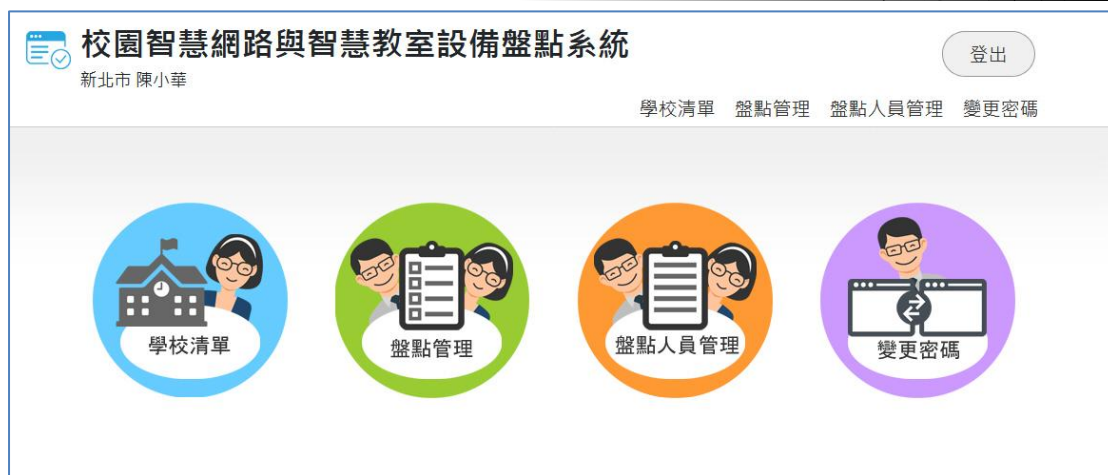 校園智慧網路與智慧教室設備盤點系統
新北市 陳小華
登出
學校清單 盤點管理 盤點人員管理 變更密碼
學校清單
盤點管理
盤點人員管理
變更密碼